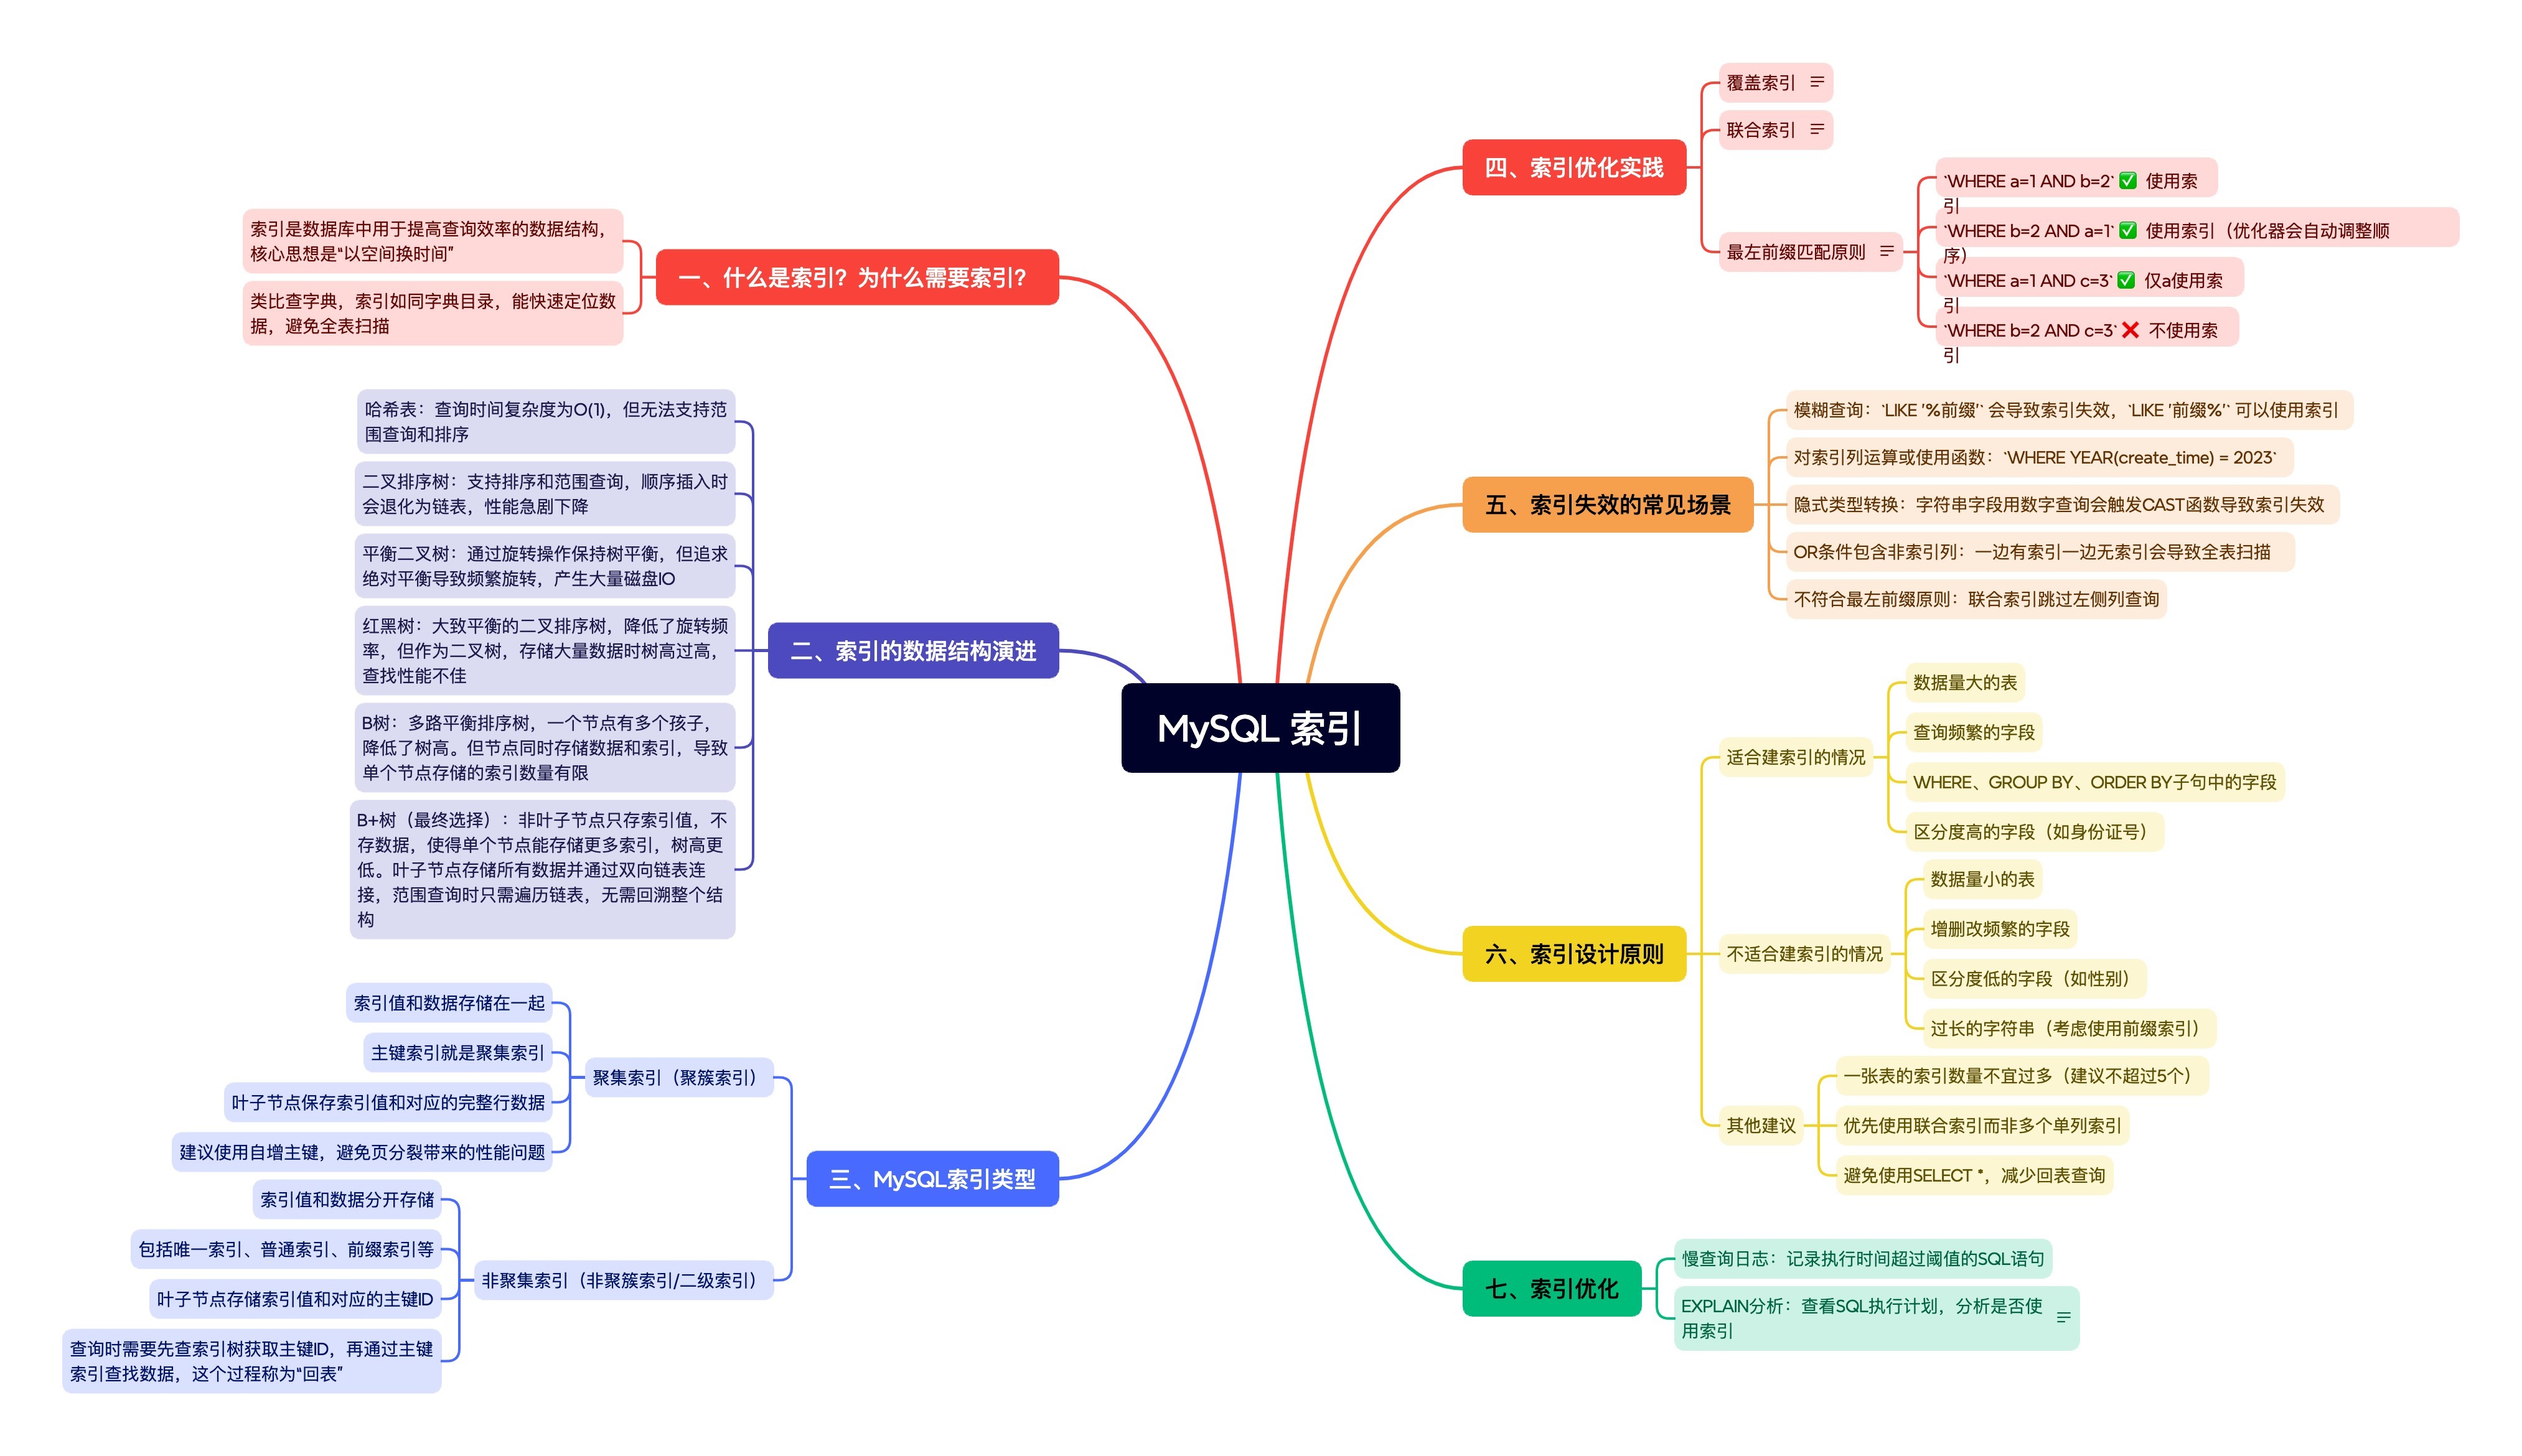 MySQL 索引
一、什么是索引？为什么需要索引？
索引是数据库中用于提高查询效率的数据结构，
核心思想是“以空间换时间”
类比查字典，索引如同字典目录，能快速定位数
据，避免全表扫描
二、索引的数据结构演进
哈希表：查询时间复杂度为O(1)，但无法支持范
围查询和排序
二叉排序树：支持排序和范围查询，顺序插入时
会退化为链表，性能急剧下降
平衡二叉树：通过旋转操作保持树平衡，但追求
绝对平衡导致频繁旋转，产生大量磁盘IO
红黑树：大致平衡的二叉排序树，降低了旋转频
率，但作为二叉树，存储大量数据时树高过高，
查找性能不佳
B树：多路平衡排序树，一个节点有多个孩子，
降低了树高。但节点同时存储数据和索引，导致
单个节点存储的索引数量有限
B+树（最终选择）：非叶子节点只存索引值，不
存数据，使得单个节点能存储更多索引，树高更
低。叶子节点存储所有数据并通过双向链表连
接，范围查询时只需遍历链表，无需回溯整个结
构
三、MySQL索引类型
聚集索引（聚簇索引）
索引值和数据存储在一起
主键索引就是聚集索引
叶子节点保存索引值和对应的完整行数据
建议使用自增主键，避免页分裂带来的性能问题
非聚集索引（非聚簇索引/二级索引）
索引值和数据分开存储
包括唯一索引、普通索引、前缀索引等
叶子节点存储索引值和对应的主键ID
查询时需要先查索引树获取主键ID，再通过主键
索引查找数据，这个过程称为“回表”
四、索引优化实践
覆盖索引
联合索引
最左前缀匹配原则
`WHERE a=1 AND b=2` ✅ 使用索
引
`WHERE b=2 AND a=1` ✅ 使用索引（优化器会自动调整顺
序）
`WHERE a=1 AND c=3` ✅ 仅a使用索
引
`WHERE b=2 AND c=3` ❌ 不使用索
引
五、索引失效的常见场景
模糊查询：`LIKE '%前缀'` 会导致索引失效，`LIKE '前缀%'` 可以使用索引
对索引列运算或使用函数：`WHERE YEAR(create_time) = 2023`
隐式类型转换：字符串字段用数字查询会触发CAST函数导致索引失效
OR条件包含非索引列：一边有索引一边无索引会导致全表扫描
不符合最左前缀原则：联合索引跳过左侧列查询
六、索引设计原则
适合建索引的情况
数据量大的表
查询频繁的字段
WHERE、GROUP BY、ORDER BY子句中的字段
区分度高的字段（如身份证号）
不适合建索引的情况
数据量小的表
增删改频繁的字段
区分度低的字段（如性别）
过长的字符串（考虑使用前缀索引）
其他建议
一张表的索引数量不宜过多（建议不超过5个）
优先使用联合索引而非多个单列索引
避免使用SELECT *，减少回表查询
七、索引优化
慢查询日志：记录执行时间超过阈值的SQL语句
EXPLAIN分析：查看SQL执行计划，分析是否使
用索引